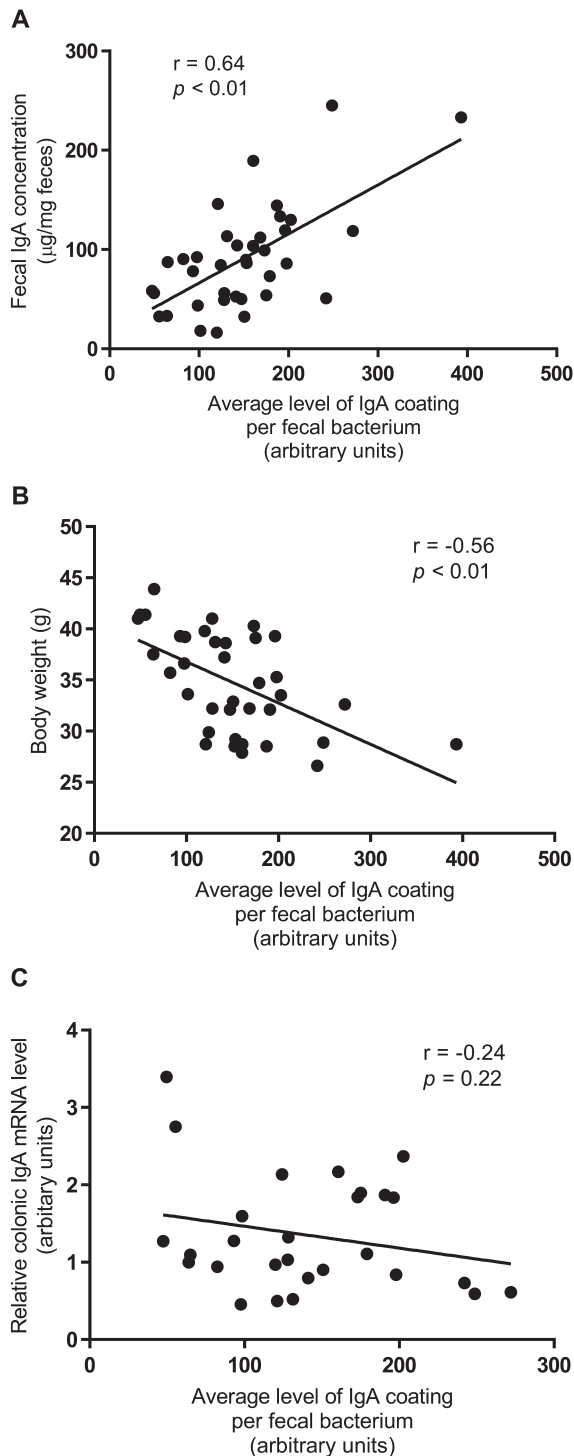 A
300
200
100
0
Fecal IgA concentration
(μg/mg feces)
r = 0.64
p < 0.01
0 100 200 300 400 500
Average level of IgA coating
per fecal bacterium
(arbitrary units)
B
50
45
40
35
30
25
20
Body weight (g)
r = -0.56
p < 0.01
0 100 200 300 400 500
Average level of IgA coating
per fecal bacterium
(arbitrary units)
C
4
3
2
1
0
Relative colonic IgA mRNA level
(arbitary units)
r = -0.24
p = 0.22
0 100 200 300
Average level of IgA coating
per fecal bacterium
(arbitrary units)